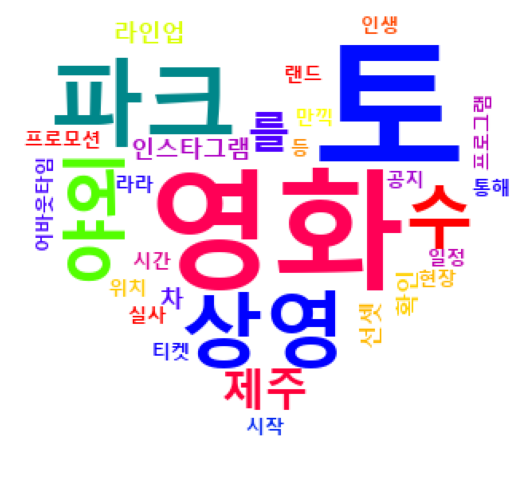 인생
라인업
토
파크
랜드
만끽
프로그램
를
프로모션
인스타그램
등
어바웃타임
야외
라라
영화
공지
통해
수
시간
일정
위치
차
확인
현장
실사
상영
선셋
티켓
제주
시작